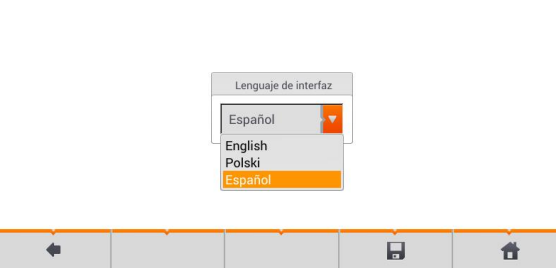 Lenguaje de interfaz
Español
English
Polski
Español